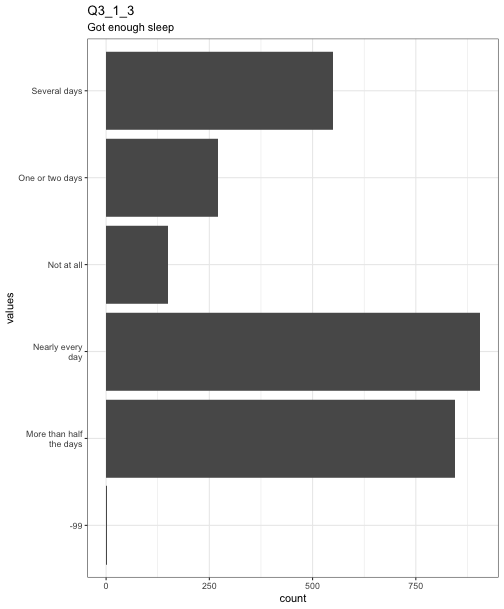 Q3_1_3
Got enough sleep
Several days
One or two days
Not at all
Nearly every
day
More than half
the days
-99
values
0 250 500 750
count